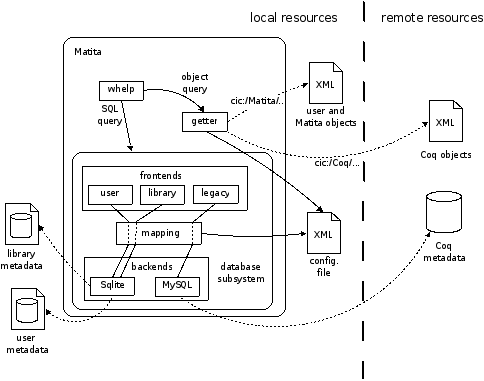 local resources
remote resources
Matita
object
query
whelp
XML
cic:/Matita/...
SQL
query
getter
user and
Matita objects
XML
Coq objects
cic:/Coq/...
frontends
user
library
legacy
mapping
XML
config.
file
Coq
metadata
library
metadata
backends
database
subsystem
Sqlite
MySQL
user
metadata